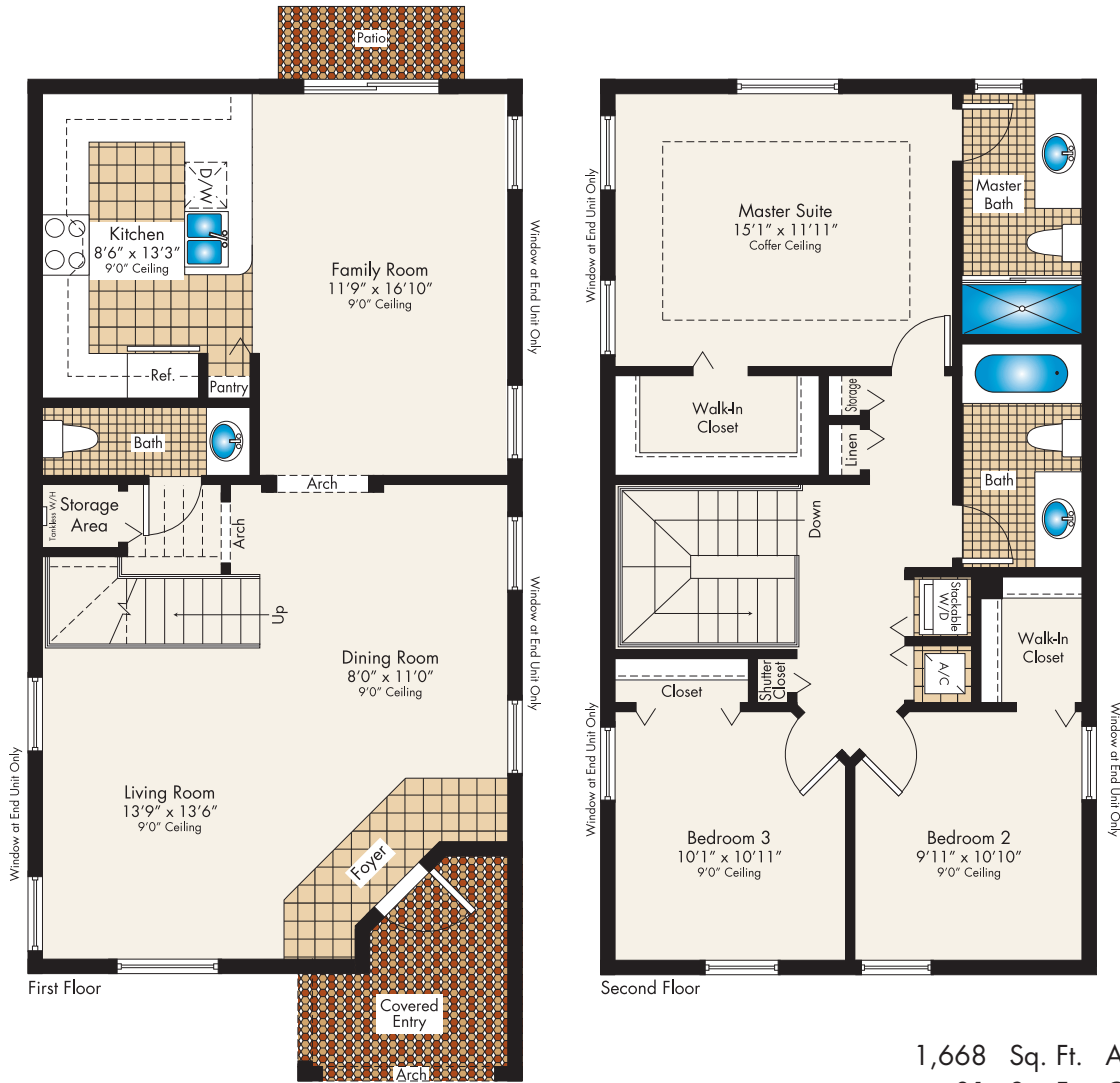 Patio
D/W
Kitchen
8'6" x 13'3"
9'0" Ceiling
Family Room
11'9" x 16'10"
9'0" Ceiling
Window at End Unit Only
Ref.
Pantry
Bath
Arch
Tankless W/H
Storage
Area
Arch
Up
Window at End Unit Only
Dining Room
8'0" x 11'0"
9'0" Ceiling
Window at End Unit Only
Living Room
13'9" x 13'6"
9'0" Ceiling
Foyer
First Floor
Covered
Entry
Arch
Window at End Unit Only
Master Suite
15'1" x 11'11"
Coffer Ceiling
Master
Bath
Walk-In
Closet
Storage
Linen
Bath
Down
Stackable
W/D
Walk-In
Closet
A/C
Closet
Shutter
Closet
Window at End Unit Only
Window at End Unit Only
Bedroom 3
10'1" x 10'11"
9'0" Ceiling
Bedroom 2
9'11" x 10'10"
9'0" Ceiling
Second Floor
1,668 Sq. Ft. A